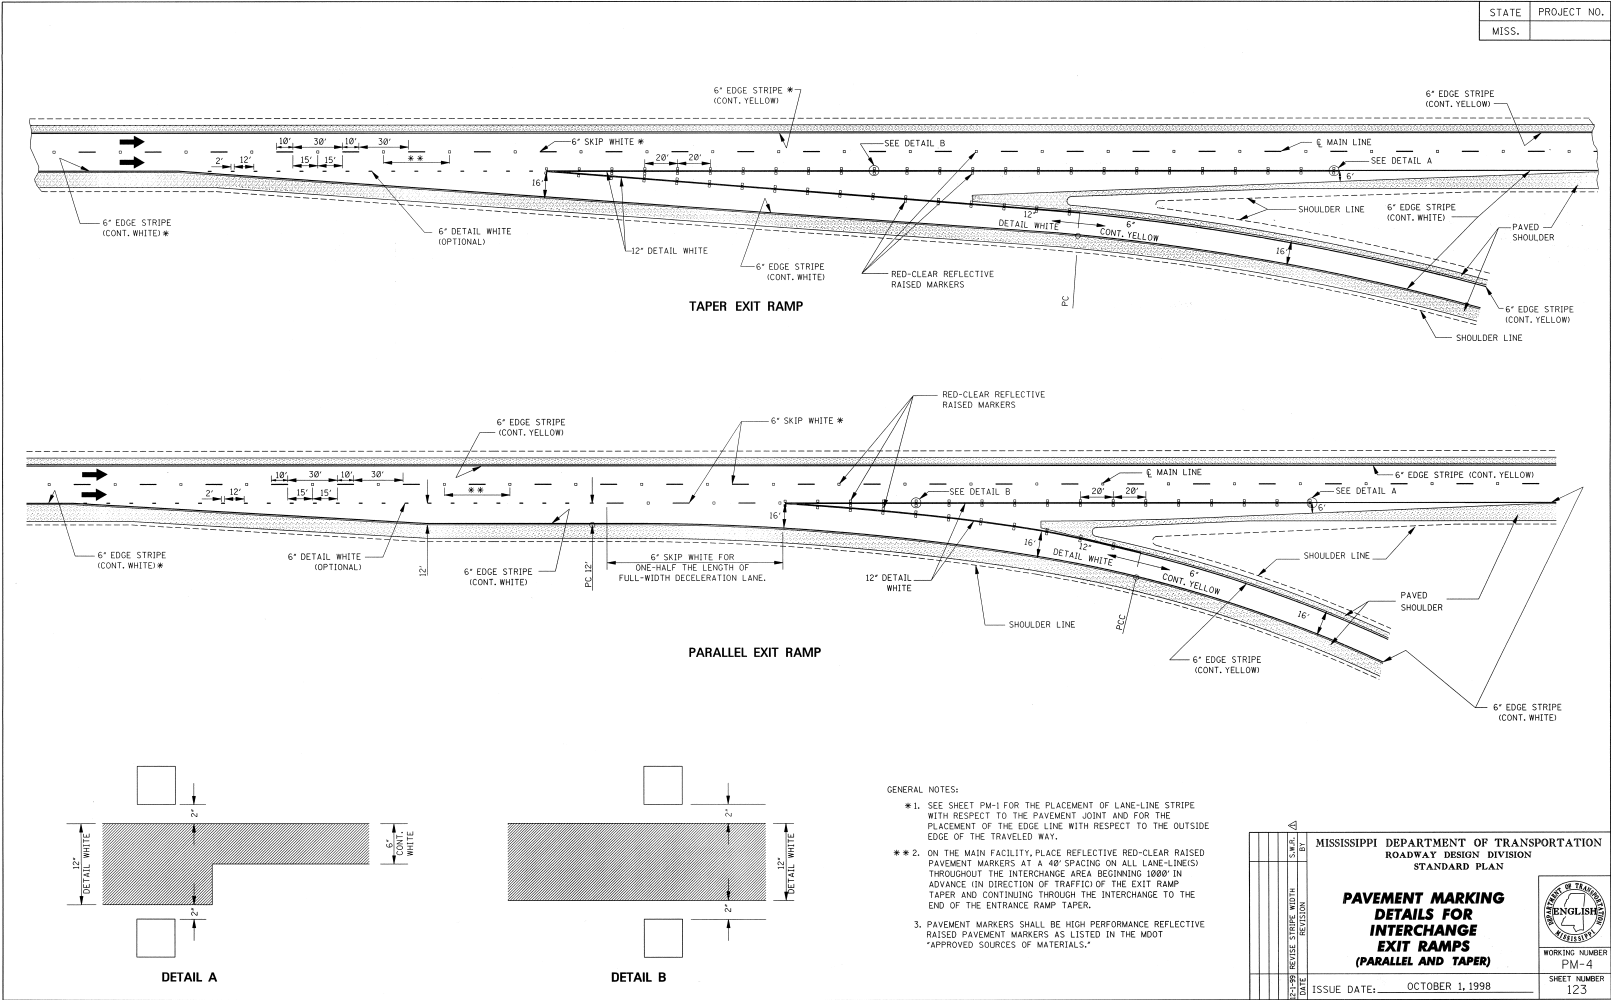 STATE PROJECT NO.
MISS.
6" EDGE STRIPE *
(CONT. YELLOW)
6" EDGE STRIPE
(CONT. YELLOW)
10' 30' 10' 30'
6" SKIP WHITE *
SEE DETAIL B
℄ MAIN LINE
2' 12'
15' 15'
* *
20' 20'
SEE DETAIL A
6'
16'
6" EDGE STRIPE
(CONT. WHITE) *
6" DETAIL WHITE
(OPTIONAL)
12" DETAIL WHITE
6" EDGE STRIPE
(CONT. WHITE)
RED-CLEAR REFLECTIVE
RAISED MARKERS
12"
DETAIL WHITE
6"
CONT. YELLOW
PC
SHOULDER LINE
6" EDGE STRIPE
(CONT. WHITE)
PAVED
SHOULDER
16'
6" EDGE STRIPE
(CONT. YELLOW)
SHOULDER LINE
TAPER EXIT RAMP
RED-CLEAR REFLECTIVE
RAISED MARKERS
6" EDGE STRIPE
(CONT. YELLOW)
6" SKIP WHITE *
10' 30' 10' 30'
℄ MAIN LINE
6" EDGE STRIPE (CONT. YELLOW)
2' 12'
15' 15'
* *
SEE DETAIL B
20' 20'
SEE DETAIL A
6'
16'
6" EDGE STRIPE
(CONT. WHITE) *
6" DETAIL WHITE
(OPTIONAL)
12'
6" EDGE STRIPE
(CONT. WHITE)
PC 12'
6" SKIP WHITE FOR
ONE-HALF THE LENGTH OF
FULL-WIDTH DECELERATION LANE.
12" DETAIL
WHITE
16'
12"
DETAIL WHITE
6"
CONT. YELLOW
SHOULDER LINE
PCC
SHOULDER LINE
PAVED
SHOULDER
16'
6" EDGE STRIPE
(CONT. YELLOW)
6" EDGE STRIPE
(CONT. WHITE)
PARALLEL EXIT RAMP
12"
DETAIL WHITE
2"
2"
6"
CONT.
WHITE
DETAIL A
2"
2"
12"
DETAIL WHITE
DETAIL B
GENERAL NOTES:
* 1. SEE SHEET PM-1 FOR THE PLACEMENT OF LANE-LINE STRIPE
WITH RESPECT TO THE PAVEMENT JOINT AND FOR THE
PLACEMENT OF THE EDGE LINE WITH RESPECT TO THE OUTSIDE
EDGE OF THE TRAVELED WAY.
* * 2. ON THE MAIN FACILITY, PLACE REFLECTIVE RED-CLEAR RAISED
PAVEMENT MARKERS AT A 40' SPACING ON ALL LANE-LINE(S)
THROUGHOUT THE INTERCHANGE AREA BEGINNING 1000' IN
ADVANCE (IN DIRECTION OF TRAFFIC) OF THE EXIT RAMP
TAPER AND CONTINUING THROUGH THE INTERCHANGE TO THE
END OF THE ENTRANCE RAMP TAPER.
3. PAVEMENT MARKERS SHALL BE HIGH PERFORMANCE REFLECTIVE
RAISED PAVEMENT MARKERS AS LISTED IN THE MDOT
"APPROVED SOURCES OF MATERIALS."
12-1-99 REVISE STRIPE WIDTH S.W.R.
DATE REVISION BY
MISSISSIPPI DEPARTMENT OF TRANSPORTATION
ROADWAY DESIGN DIVISION
STANDARD PLAN
PAVEMENT MARKING
DETAILS FOR
INTERCHANGE
EXIT RAMPS
(PARALLEL AND TAPER)
DEPARTMENT OF TRANSPORTATION
ENGLISH
MISSISSIPPI
WORKING NUMBER
PM-4
ISSUE DATE: OCTOBER 1, 1998
SHEET NUMBER
123